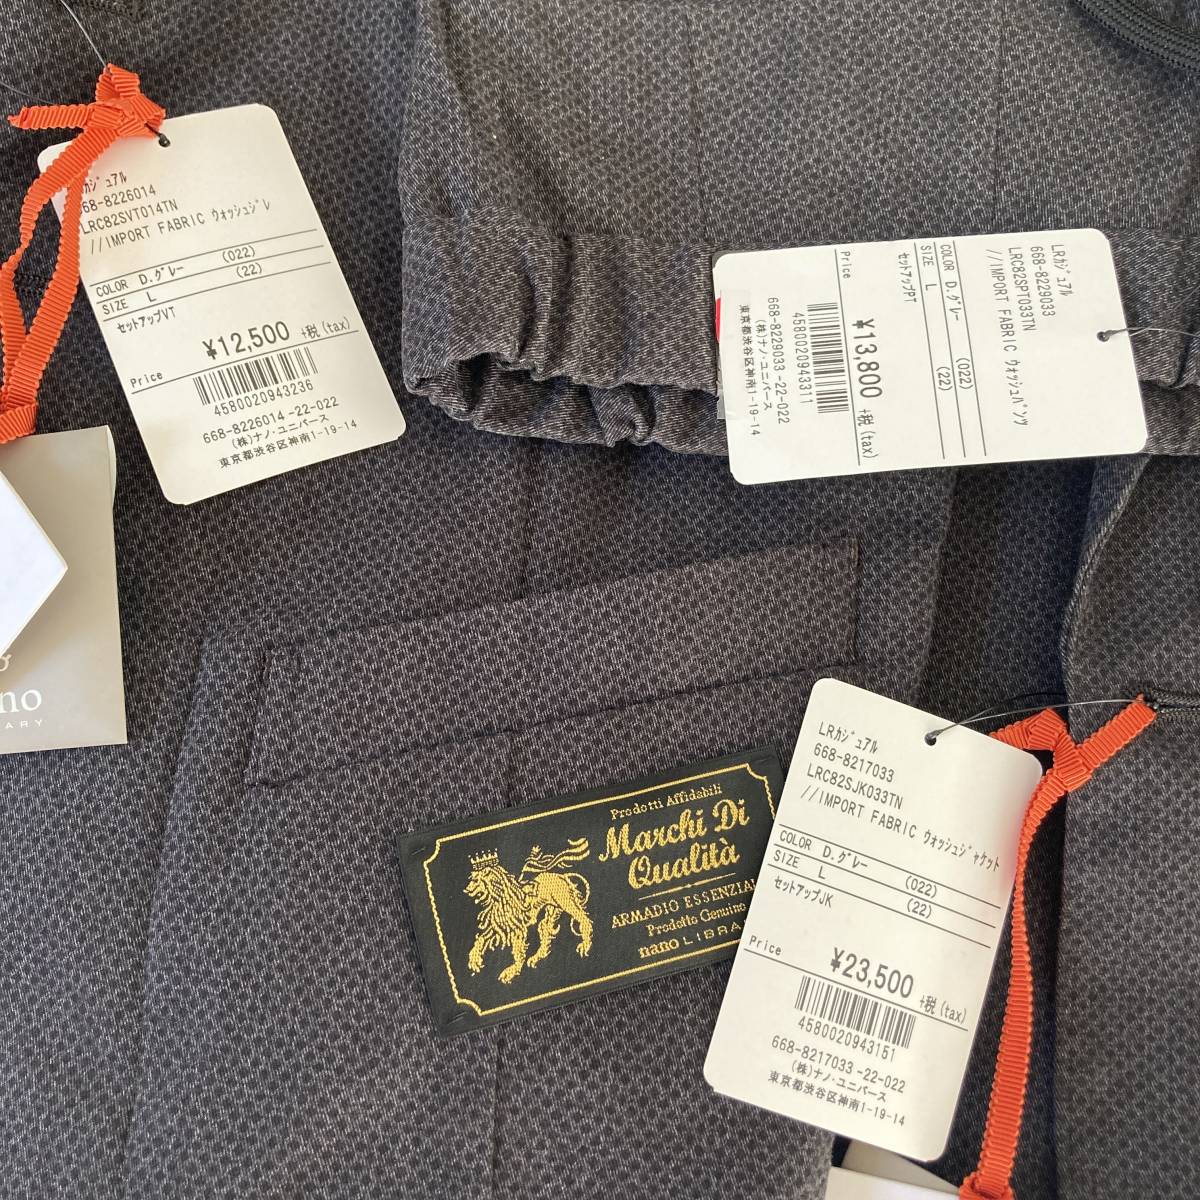 ｶｼﾞｭｱﾙ
68-8226014
LRC82SVT014TN
//IMPORT FABRIC ｳｫｯｼｭｼﾞﾚ
COLOR D.ｸﾞﾚｰ (022)
SIZE L (22)
ｾｯﾄｱｯﾌﾟVT
Price ¥12,500 +税(tax)
4580020943236
668-8226014 -22-022
(株)ナノ・ユニバース
東京都渋谷区神南1-19-14
LRｶｼﾞｭｱﾙ
668-8229033
LRC82SPT033TN
//IMPORT FABRIC ｳｫｯｼｭﾊﾟﾝﾂ
COLOR D.ｸﾞﾚｰ (022)
SIZE L (22)
ｾｯﾄｱｯﾌﾟPT
Price ¥13,800 +税(tax)
4580020943311
668-8229033 -22-022
(株)ナノ・ユニバース
東京都渋谷区神南1-19-14
no
ARY
Prodotti Affidabili
Marchi Di
Qualità
ARMADIO ESSENZIAL
Prodotto Genuino
nano LIBRA
LRｶｼﾞｭｱﾙ
668-8217033
LRC82SJK033TN
//IMPORT FABRIC ｳｫｯｼｭｼﾞｬｹｯﾄ
COLOR D.ｸﾞﾚｰ (022)
SIZE L (22)
ｾｯﾄｱｯﾌﾟJK
Price ¥23,500 +税(tax)
4580020943151
668-8217033 -22-022
(株)ナノ・ユニバース
東京都渋谷区神南1-19-14